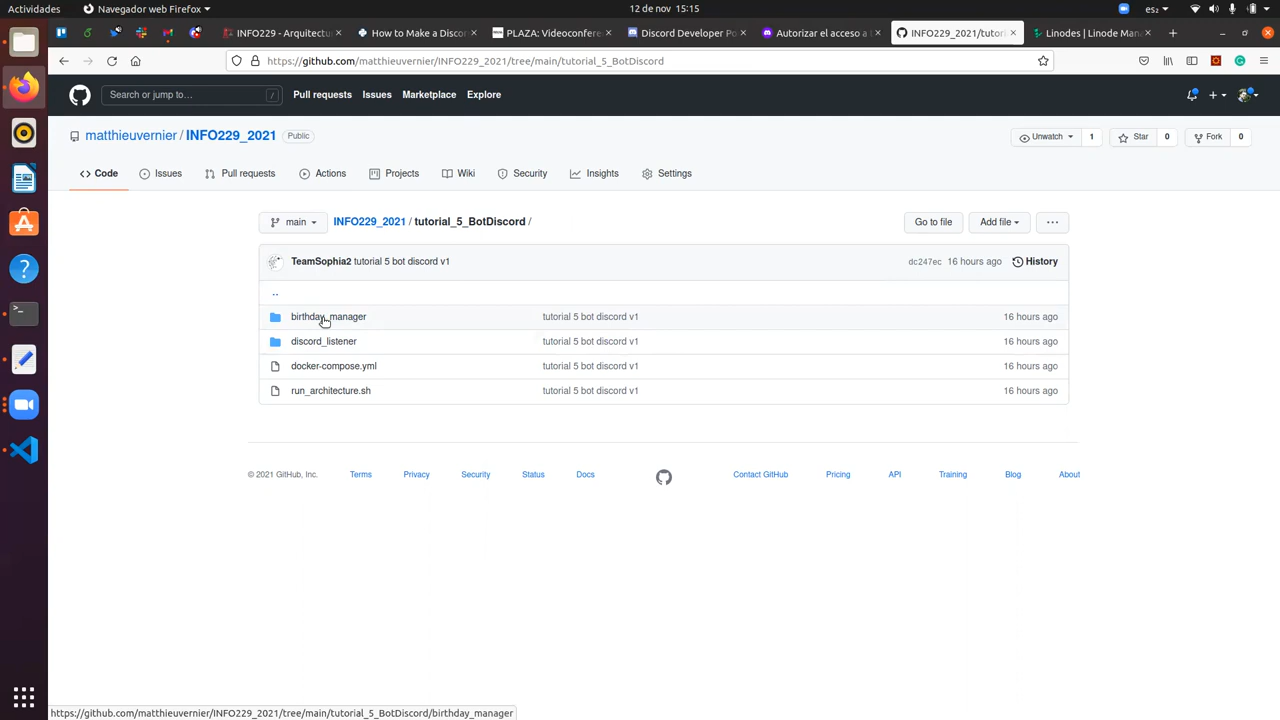 Actividades Navegador web Firefox 12 de nov 15:15 es₂
INFO229 - Arquitectu How to Make a Discor PLAZA: Videoconfere Discord Developer Po Autorizar el acceso a INFO229_2021/tutori Linodes | Linode Man
https://github.com/matthieuvernier/INFO229_2021/tree/main/tutorial_5_BotDiscord
Search or jump to… / Pull requests Issues Marketplace Explore
matthieuvernier / INFO229_2021 Public Unwatch 1 Star 0 Fork 0
Code Issues Pull requests Actions Projects Wiki Security Insights Settings
main INFO229_2021 / tutorial_5_BotDiscord / Go to file Add file ...
TeamSophia2 tutorial 5 bot discord v1 dc247ec 16 hours ago History
..
birthday_manager tutorial 5 bot discord v1 16 hours ago
discord_listener tutorial 5 bot discord v1 16 hours ago
docker-compose.yml tutorial 5 bot discord v1 16 hours ago
run_architecture.sh tutorial 5 bot discord v1 16 hours ago
© 2021 GitHub, Inc. Terms Privacy Security Status Docs Contact GitHub Pricing API Training Blog About
https://github.com/matthieuvernier/INFO229_2021/tree/main/tutorial_5_BotDiscord/birthday_manager